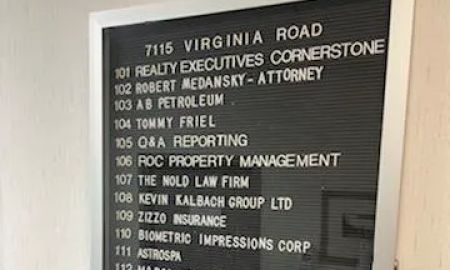 7115 VIRGINIA ROAD
101 REALTY EXECUTIVES CORNERSTONE
102 ROBERT MEDANSKY - ATTORNEY
103 A B PETROLEUM
104 TOMMY FRIEL
105 Q&A REPORTING
106 ROC PROPERTY MANAGEMENT
107 THE NOLD LAW FIRM
108 KEVIN KALBACH GROUP LTD
109 ZIZZO INSURANCE
110 BIOMETRIC IMPRESSIONS CORP
111 ASTROSPA
112